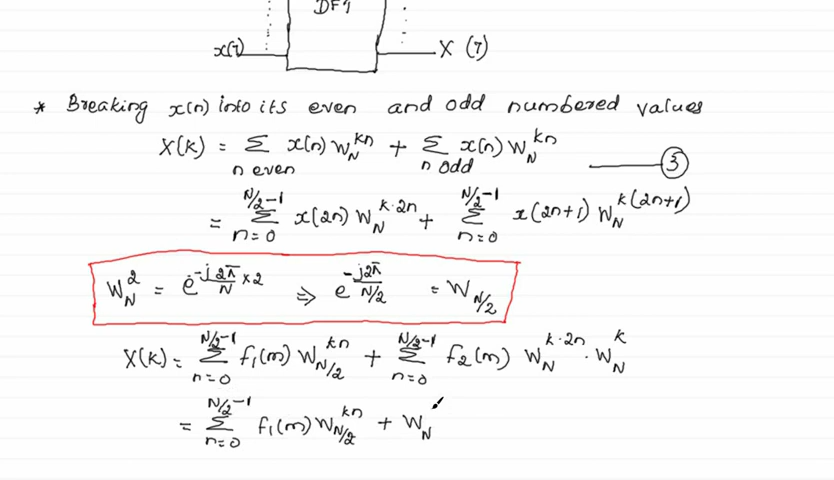 DFT
x(7) X (7)
* Breaking x(n) into its even and odd numbered values
X(k) = Σ_{n even} x(n) W_N^{kn} + Σ_{n odd} x(n) W_N^{kn} ③
= Σ_{n=0}^{N/2-1} x(2n) W_N^{k·2n} + Σ_{n=0}^{N/2-1} x(2n+1) W_N^{k(2n+1)}
W_N^2 = e^{-j2π/N ×2} ⇒ e^{-j2π/N/2} = W_{N/2}
X(k) = Σ_{n=0}^{N/2-1} f₁(m) W_{N/2}^{kn} + Σ_{n=0}^{N/2-1} f₂(m) W_N^{k·2n} · W_N^k
= Σ_{n=0}^{N/2-1} f₁(m) W_{N/2}^{kn} + W_N